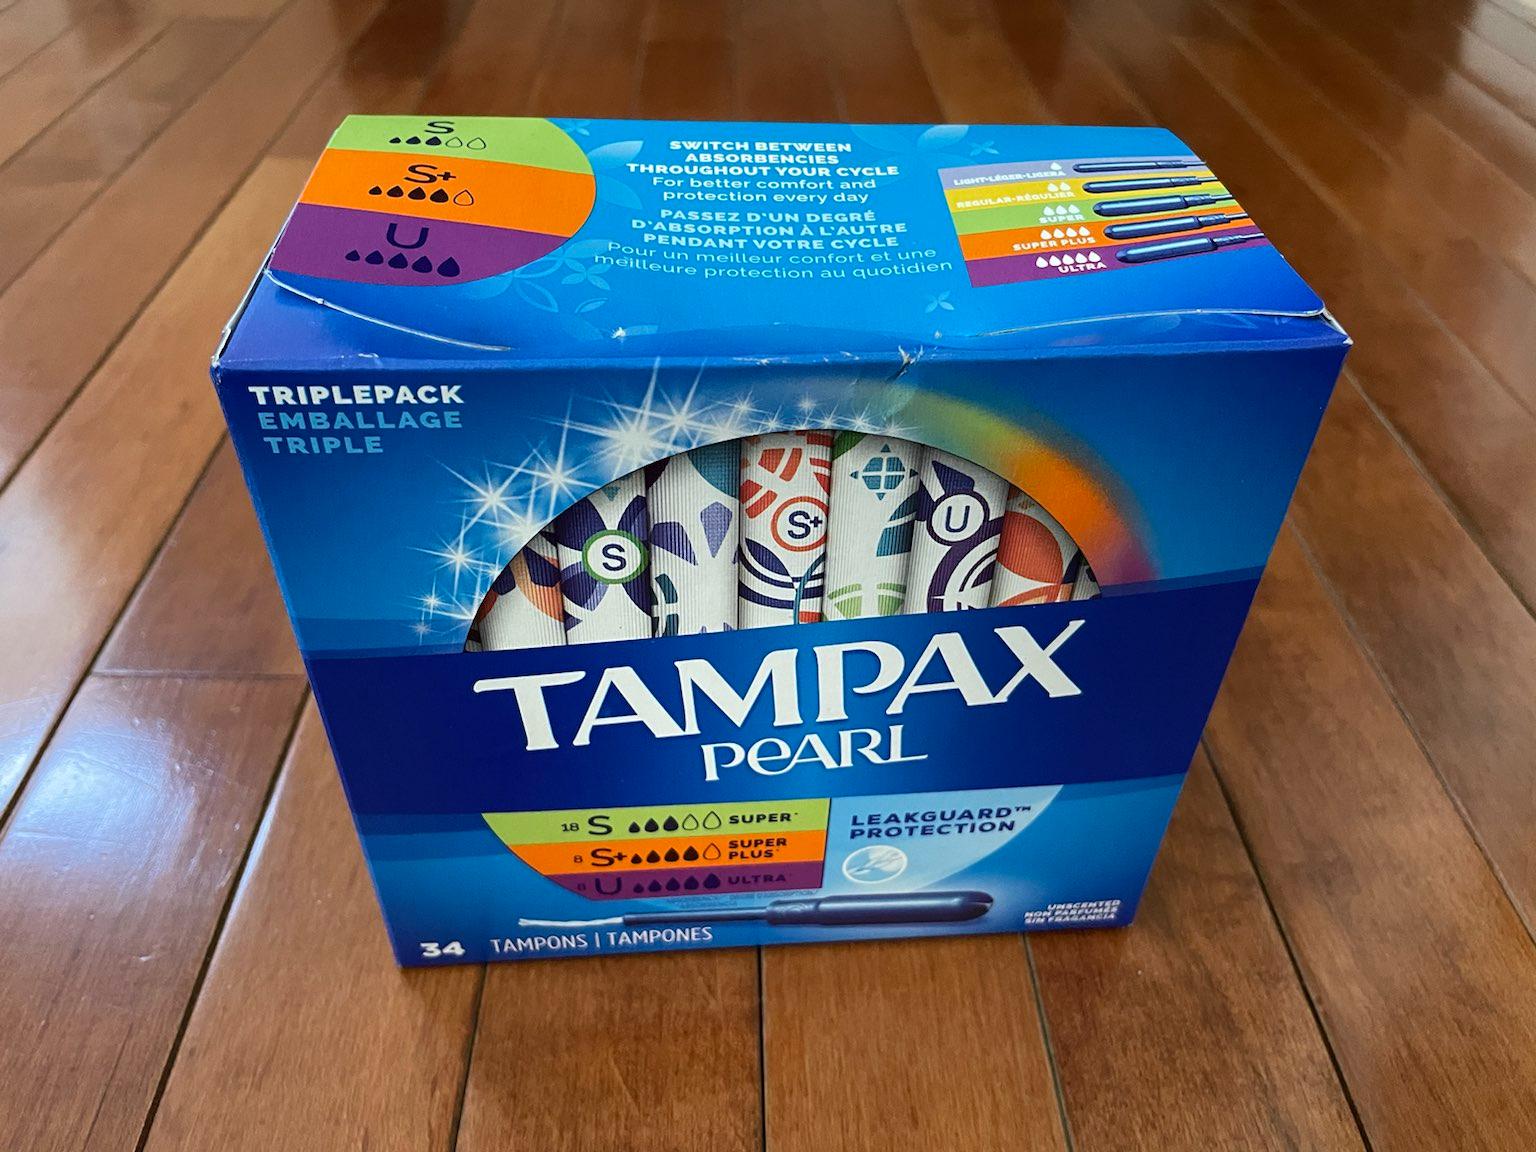 S
S+
U
SWITCH BETWEEN
ABSORBENCIES
THROUGHOUT YOUR CYCLE
For better comfort and
protection every day
PASSEZ D'UN DEGRÉ
D'ABSORPTION À L'AUTRE
PENDANT VOTRE CYCLE
Pour un meilleur confort et une
meilleure protection au quotidien
LIGHT-LÉGER-LIGERA
REGULAR-RÉGULIER
SUPER
SUPER PLUS
ULTRA
TRIPLEPACK
EMBALLAGE
TRIPLE
S
S+
U
TAMPAX
PEARL
18 S SUPER*
8 S+ SUPER
PLUS*
8 U ULTRA*
LEAKGUARD™
PROTECTION
34 TAMPONS | TAMPONES
UNSCENTED
NON PARFUMÉS
SIN FRAGANCIA